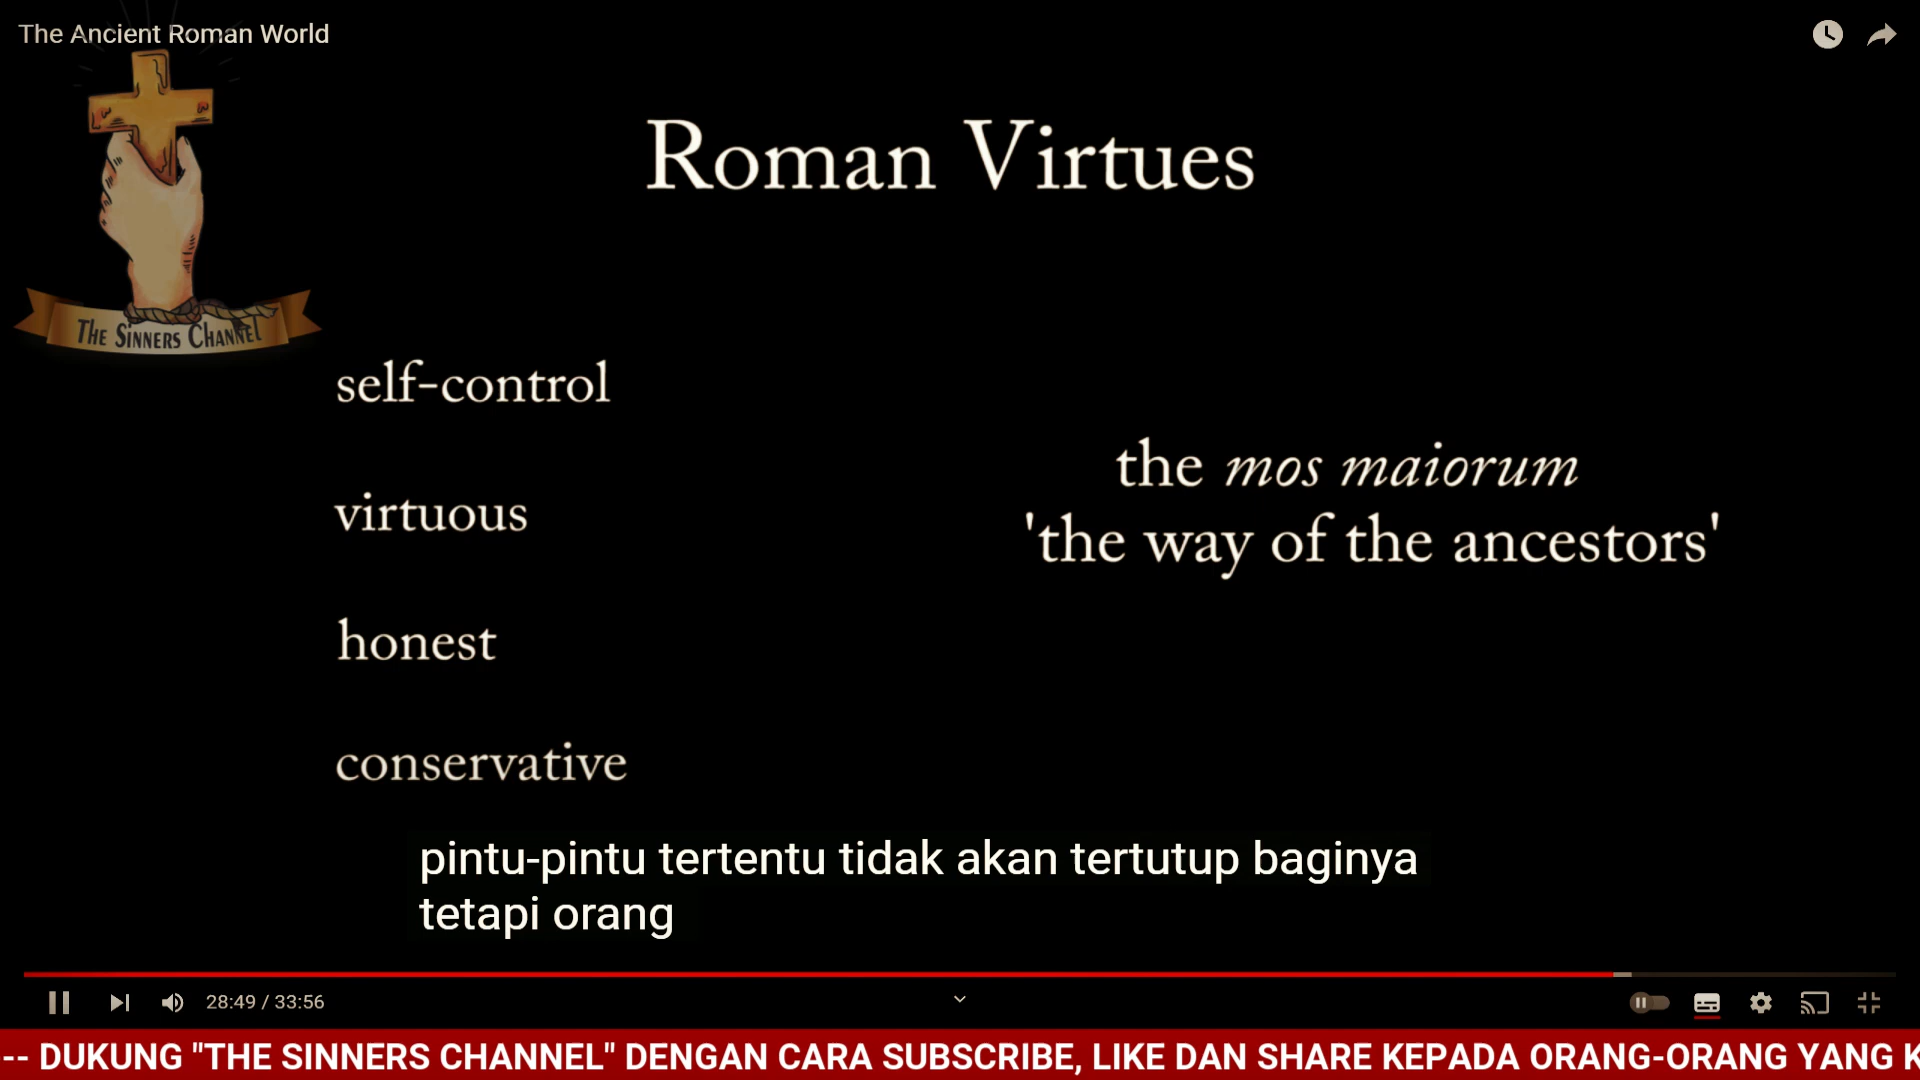 The Ancient Roman World
THE SINNERS CHANNEL
Roman Virtues
self-control
virtuous
honest
conservative
the mos maiorum
'the way of the ancestors'
pintu-pintu tertentu tidak akan tertutup baginya
tetapi orang
28:49 / 33:56
-- DUKUNG "THE SINNERS CHANNEL" DENGAN CARA SUBSCRIBE, LIKE DAN SHARE KEPADA ORANG-ORANG YANG K